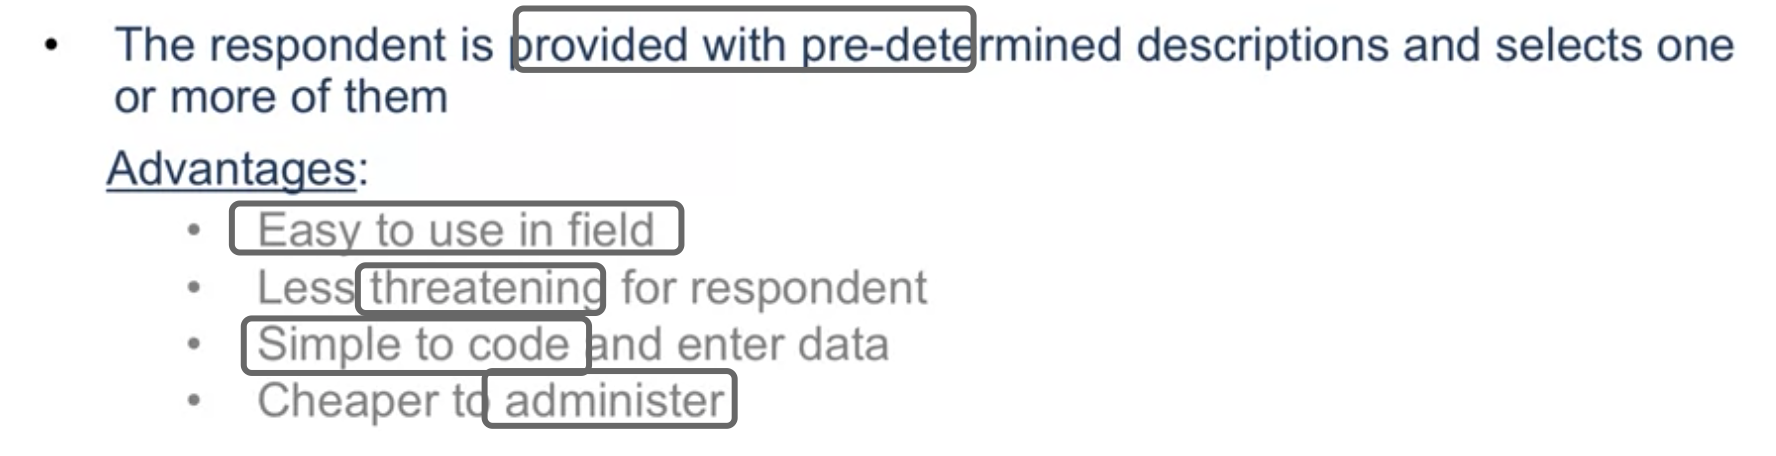 • The respondent is provided with pre-determined descriptions and selects one
or more of them
Advantages:
• Easy to use in field
• Less threatening for respondent
• Simple to code and enter data
• Cheaper to administer